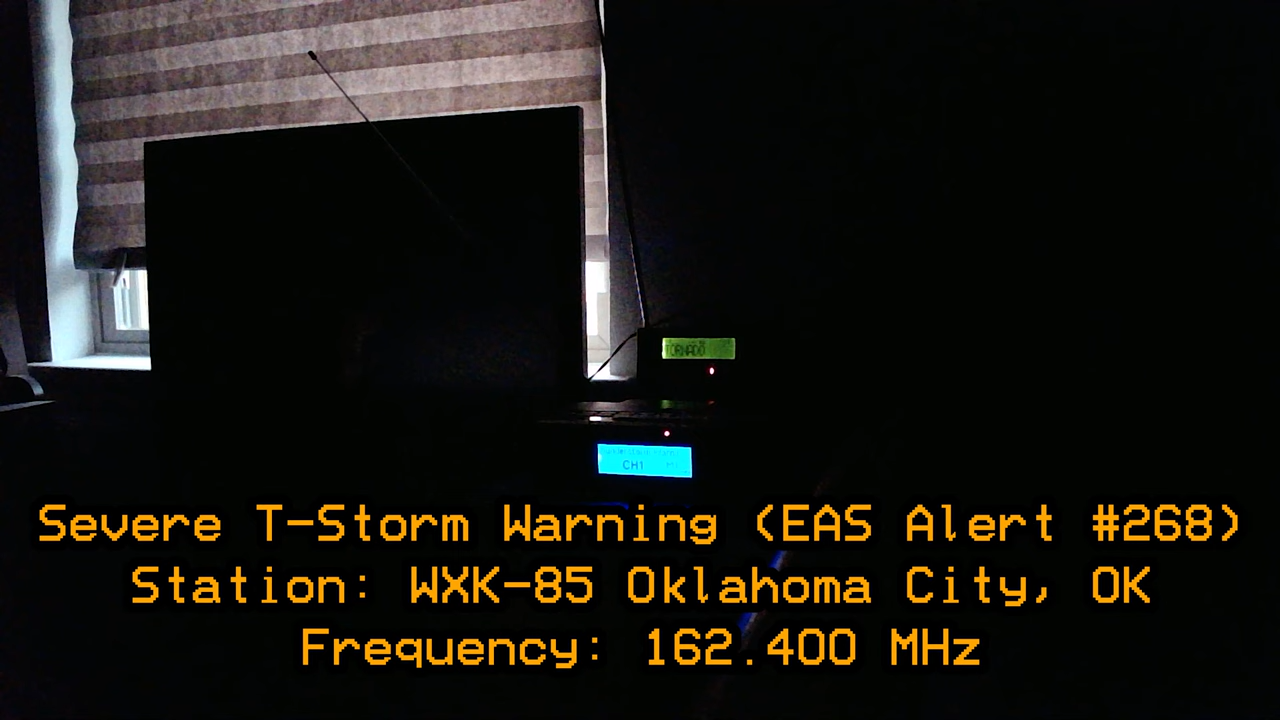 TORNADO
CH1
Severe T-Storm Warning (EAS Alert #268)
Station: WXK-85 Oklahoma City, OK
Frequency: 162.400 MHz